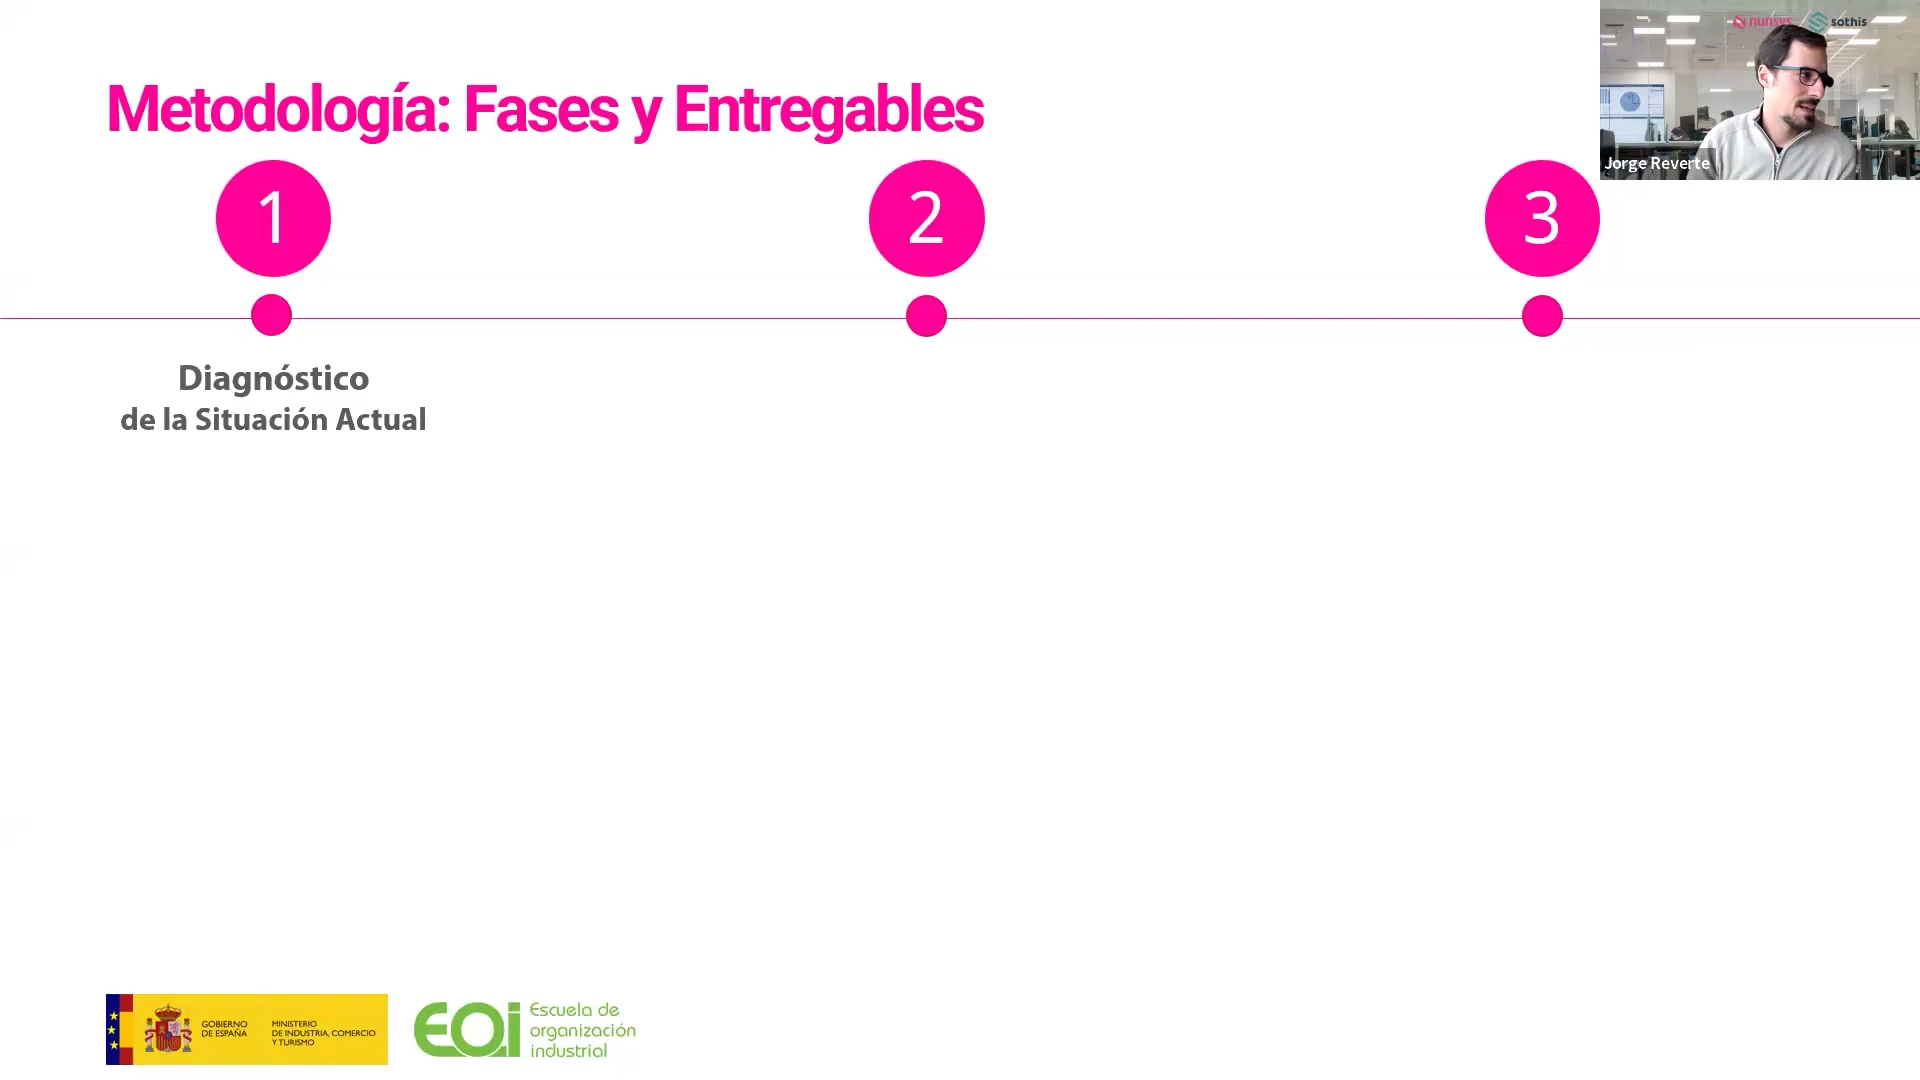 nunsys / sothis
Metodología: Fases y Entregables
Jorge Reverte
1
2
3
Diagnóstico
de la Situación Actual
GOBIERNO
DE ESPAÑA
MINISTERIO
DE INDUSTRIA, COMERCIO
Y TURISMO
eoi
Escuela de
organización
industrial